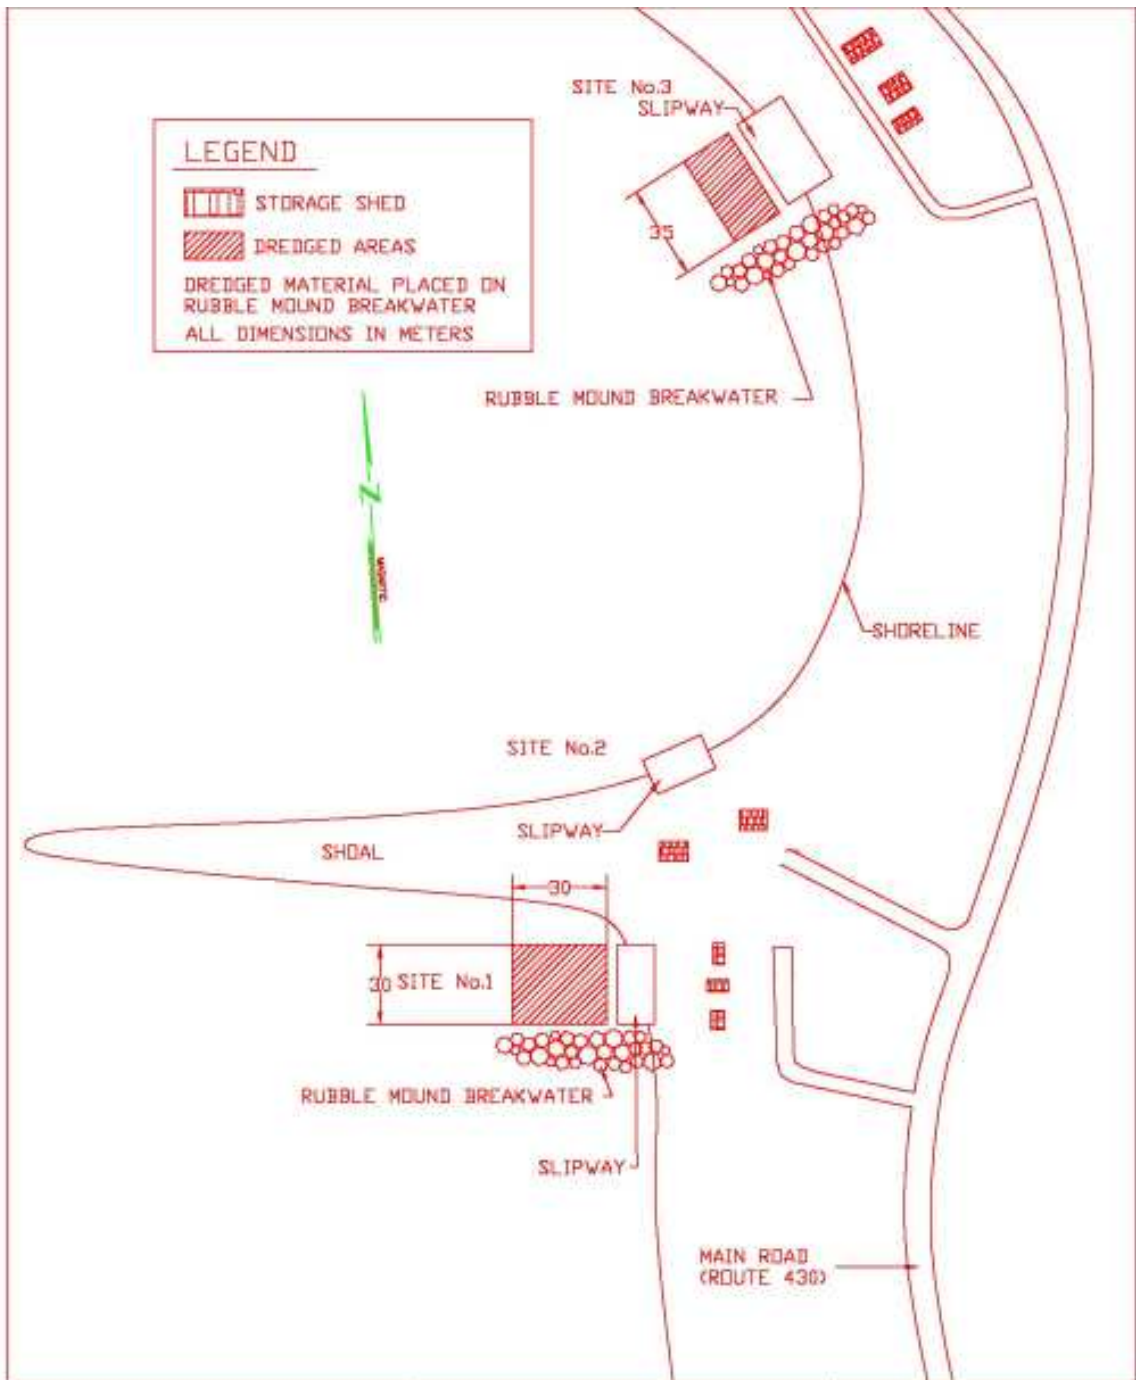 SITE No.3
SLIPWAY
LEGEND
STORAGE SHED
DREDGED AREAS
DREDGED MATERIAL PLACED ON
RUBBLE MOUND BREAKWATER
ALL DIMENSIONS IN METERS
35
RUBBLE MOUND BREAKWATER
N
MAGNETIC
SHORELINE
SITE No.2
SLIPWAY
SHOAL
30
30
SITE No.1
RUBBLE MOUND BREAKWATER
SLIPWAY
MAIN ROAD
(ROUTE 430)